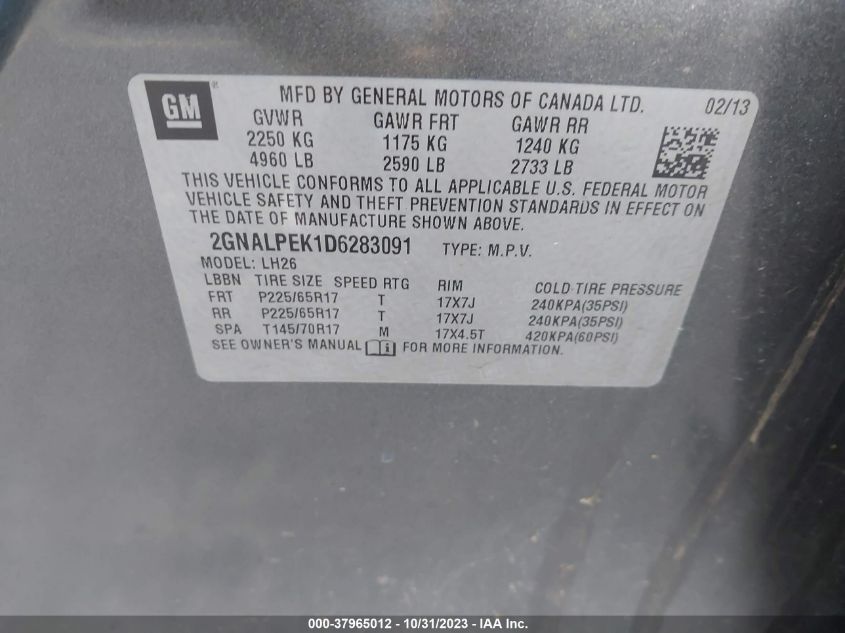 GM ®
MFD BY GENERAL MOTORS OF CANADA LTD. 02/13
GVWR GAWR FRT GAWR RR
2250 KG 1175 KG 1240 KG
4960 LB 2590 LB 2733 LB
THIS VEHICLE CONFORMS TO ALL APPLICABLE U.S. FEDERAL MOTOR
VEHICLE SAFETY AND THEFT PREVENTION STANDARDS IN EFFECT ON
THE DATE OF MANUFACTURE SHOWN ABOVE.
2GNALPEK1D6283091 TYPE: M.P.V.
MODEL: LH26
LBBN TIRE SIZE SPEED RTG RIM COLD TIRE PRESSURE
FRT P225/65R17 T 17X7J 240KPA(35PSI)
RR P225/65R17 T 17X7J 240KPA(35PSI)
SPA T145/70R17 M 17X4.5T 420KPA(60PSI)
SEE OWNER'S MANUAL i FOR MORE INFORMATION.
000-37965012 - 10/31/2023 - IAA Inc.